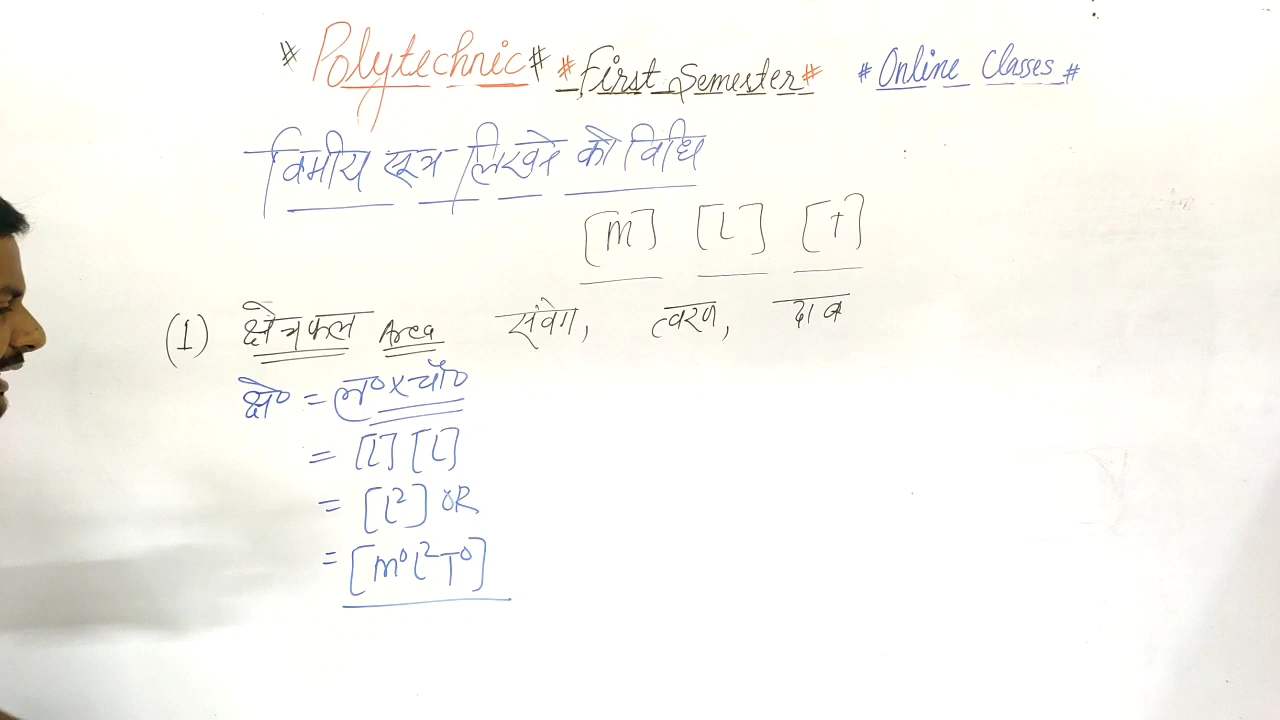 # Polytechnic # # First Semester # # Online Classes #
विमीय सूत्र लिखने की विधि
[M] [L] [T]
(1) क्षेत्रफल Area संवेग, त्वरण, दाब
क्षे० = ल० x चौ०
= [L] [L]
= [L²] OR
= [M⁰L²T⁰]